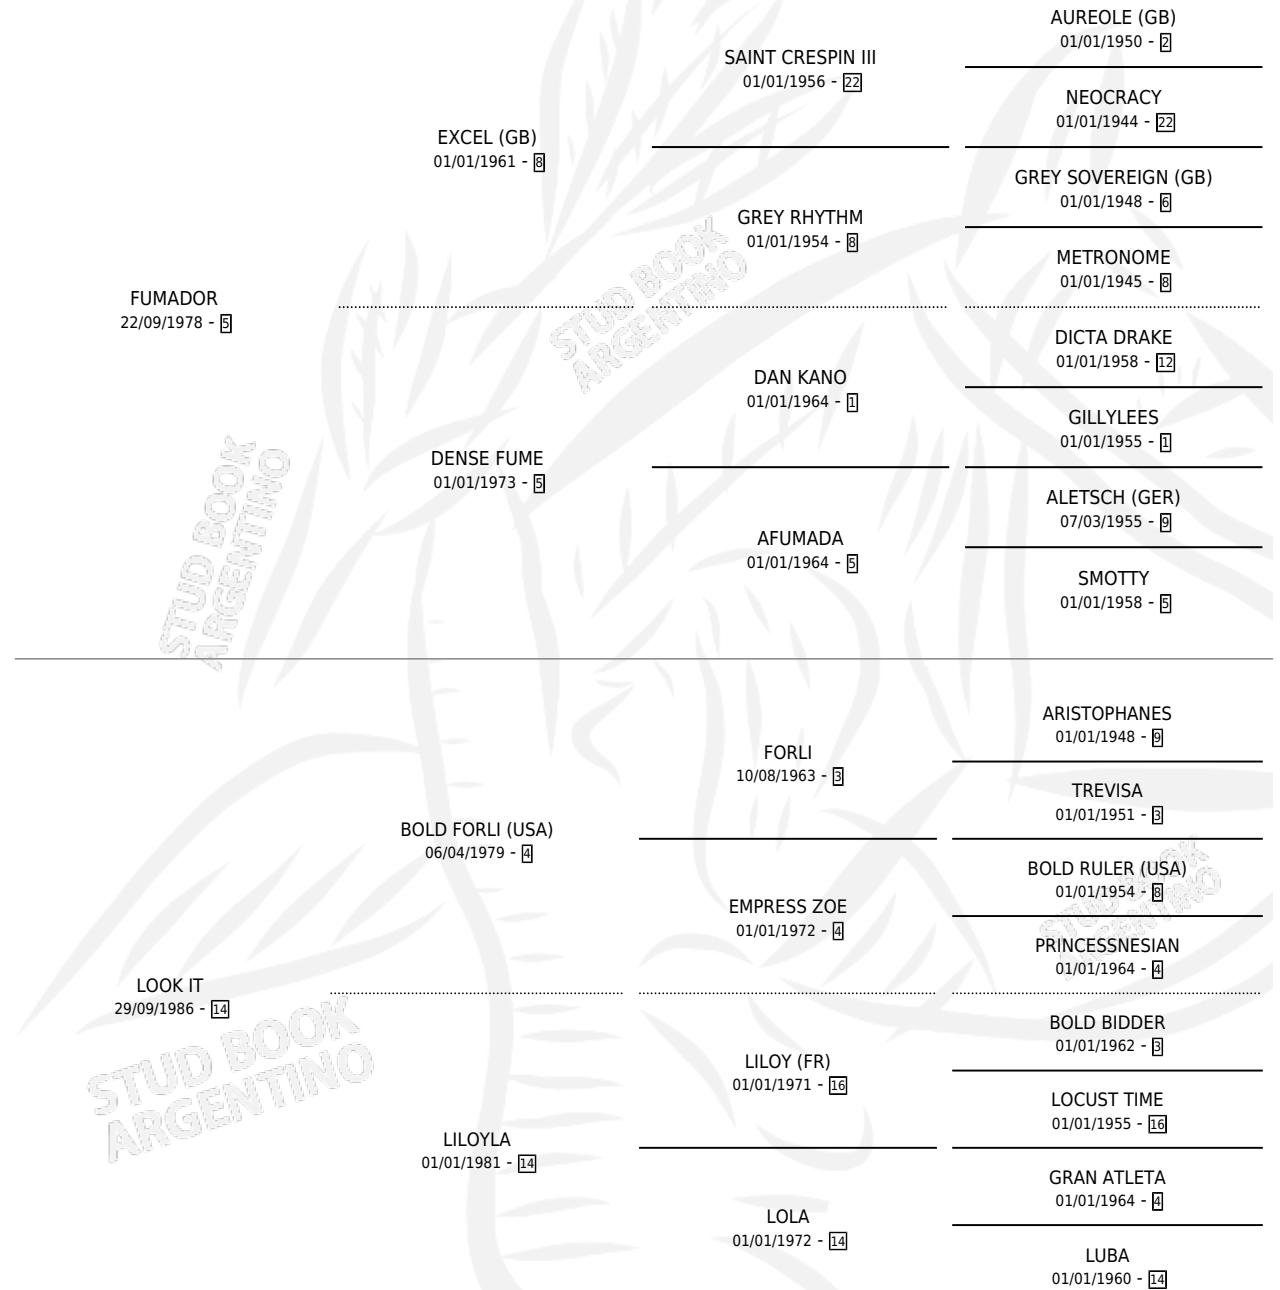 AUREOLE (GB)
01/01/1950 - 2
SAINT CRESPIN III
01/01/1956 - 22
NEOCRACY
01/01/1944 - 22
EXCEL (GB)
01/01/1961 - 8
GREY SOVEREIGN (GB)
01/01/1948 - 6
GREY RHYTHM
01/01/1954 - 8
METRONOME
01/01/1945 - 8
FUMADOR
22/09/1978 - 5
DICTA DRAKE
01/01/1958 - 12
DAN KANO
01/01/1964 - 1
GILLYLEES
01/01/1955 - 1
DENSE FUME
01/01/1973 - 5
ALETSCH (GER)
07/03/1955 - 9
AFUMADA
01/01/1964 - 5
SMOTTY
01/01/1958 - 5
STUD BOOK
ARGENTINO
STUD BOOK
ARGENTINO
ARISTOPHANES
01/01/1948 - 9
FORLI
10/08/1963 - 3
TREVISA
01/01/1951 - 3
BOLD FORLI (USA)
06/04/1979 - 4
BOLD RULER (USA)
01/01/1954 - 8
EMPRESS ZOE
01/01/1972 - 4
PRINCESSNESIAN
01/01/1964 - 4
STUD BOOK
ARGENTINO
LOOK IT
29/09/1986 - 14
BOLD BIDDER
01/01/1962 - 3
LILOY (FR)
01/01/1971 - 16
LOCUST TIME
01/01/1955 - 16
STUD BOOK
ARGENTINO
LILOYLA
01/01/1981 - 14
GRAN ATLETA
01/01/1964 - 4
LOLA
01/01/1972 - 14
LUBA
01/01/1960 - 14